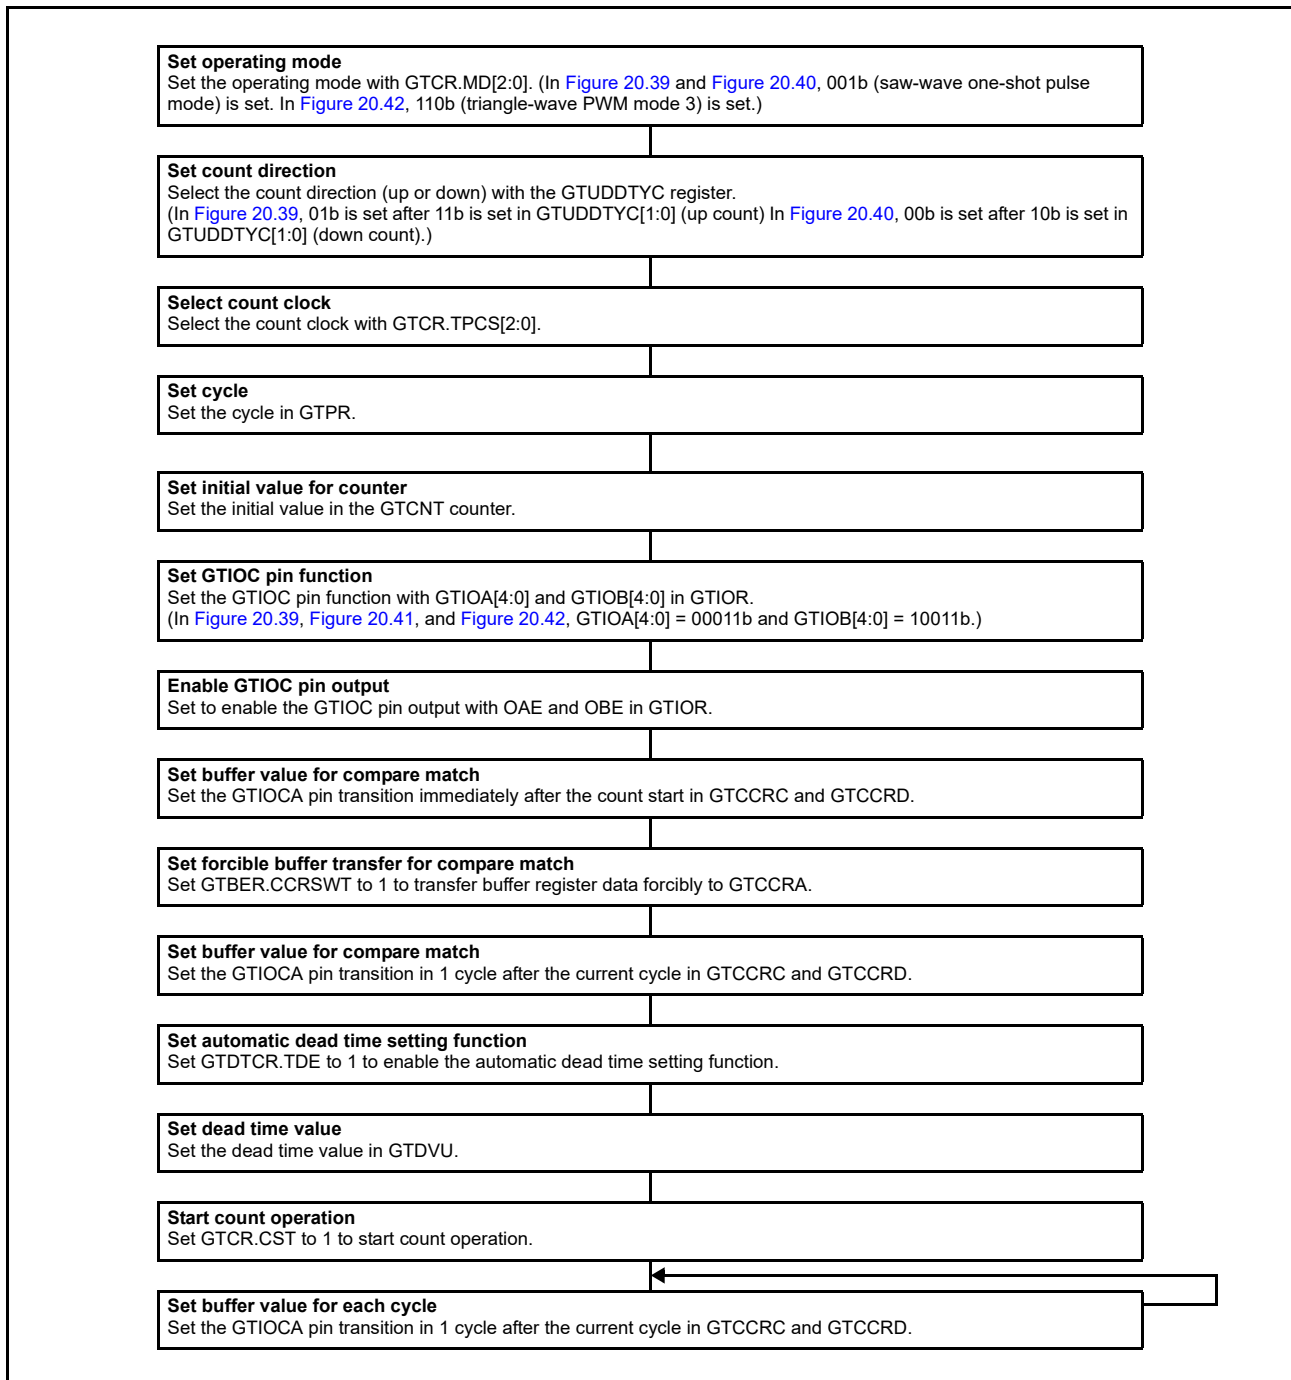 Set operating mode
Set the operating mode with GTCR.MD[2:0]. (In Figure 20.39 and Figure 20.40, 001b (saw-wave one-shot pulse
mode) is set. In Figure 20.42, 110b (triangle-wave PWM mode 3) is set.)
Set count direction
Select the count direction (up or down) with the GTUDDTYC register.
(In Figure 20.39, 01b is set after 11b is set in GTUDDTYC[1:0] (up count) In Figure 20.40, 00b is set after 10b is set in
GTUDDTYC[1:0] (down count).)
Select count clock
Select the count clock with GTCR.TPCS[2:0].
Set cycle
Set the cycle in GTPR.
Set initial value for counter
Set the initial value in the GTCNT counter.
Set GTIOC pin function
Set the GTIOC pin function with GTIOA[4:0] and GTIOB[4:0] in GTIOR.
(In Figure 20.39, Figure 20.41, and Figure 20.42, GTIOA[4:0] = 00011b and GTIOB[4:0] = 10011b.)
Enable GTIOC pin output
Set to enable the GTIOC pin output with OAE and OBE in GTIOR.
Set buffer value for compare match
Set the GTIOCA pin transition immediately after the count start in GTCCRC and GTCCRD.
Set forcible buffer transfer for compare match
Set GTBER.CCRSWT to 1 to transfer buffer register data forcibly to GTCCRA.
Set buffer value for compare match
Set the GTIOCA pin transition in 1 cycle after the current cycle in GTCCRC and GTCCRD.
Set automatic dead time setting function
Set GTDTCR.TDE to 1 to enable the automatic dead time setting function.
Set dead time value
Set the dead time value in GTDVU.
Start count operation
Set GTCR.CST to 1 to start count operation.
Set buffer value for each cycle
Set the GTIOCA pin transition in 1 cycle after the current cycle in GTCCRC and GTCCRD.